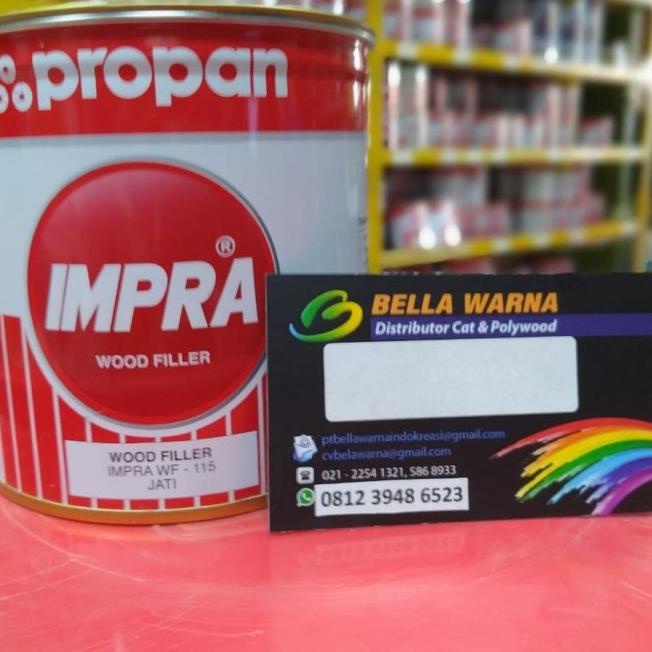 propan
IMPRA®
WOOD FILLER
WOOD FILLER
IMPRA WF - 115
JATI
BELLA WARNA
Distributor Cat & Polywood
ptbellawarnaindokreasi@gmail.com
cvbelawarna@gmail.com
021 - 2254 1321, 586 8933
0812 3948 6523